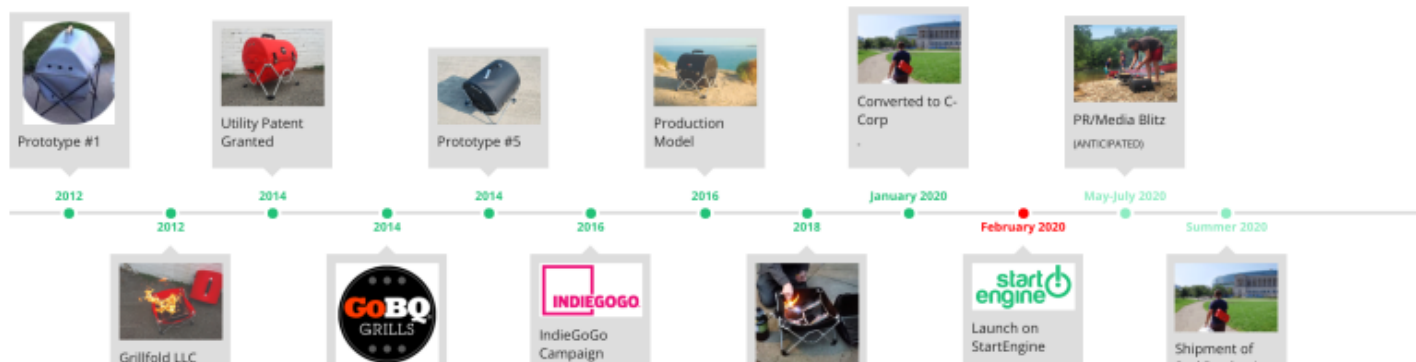 Prototype #1
Utility Patent
Granted
Prototype #5
Production
Model
Converted to C-
Corp
.
PR/Media Blitz
(ANTICIPATED)
2012
2014
2014
2016
January 2020
May-July 2020
2012
2014
2016
2018
February 2020
Summer 2020
Grillfold LLC
GoBQ
GRILLS
INDIEGOGO
IndieGoGo
Campaign
start
engine
Launch on
StartEngine
Shipment of